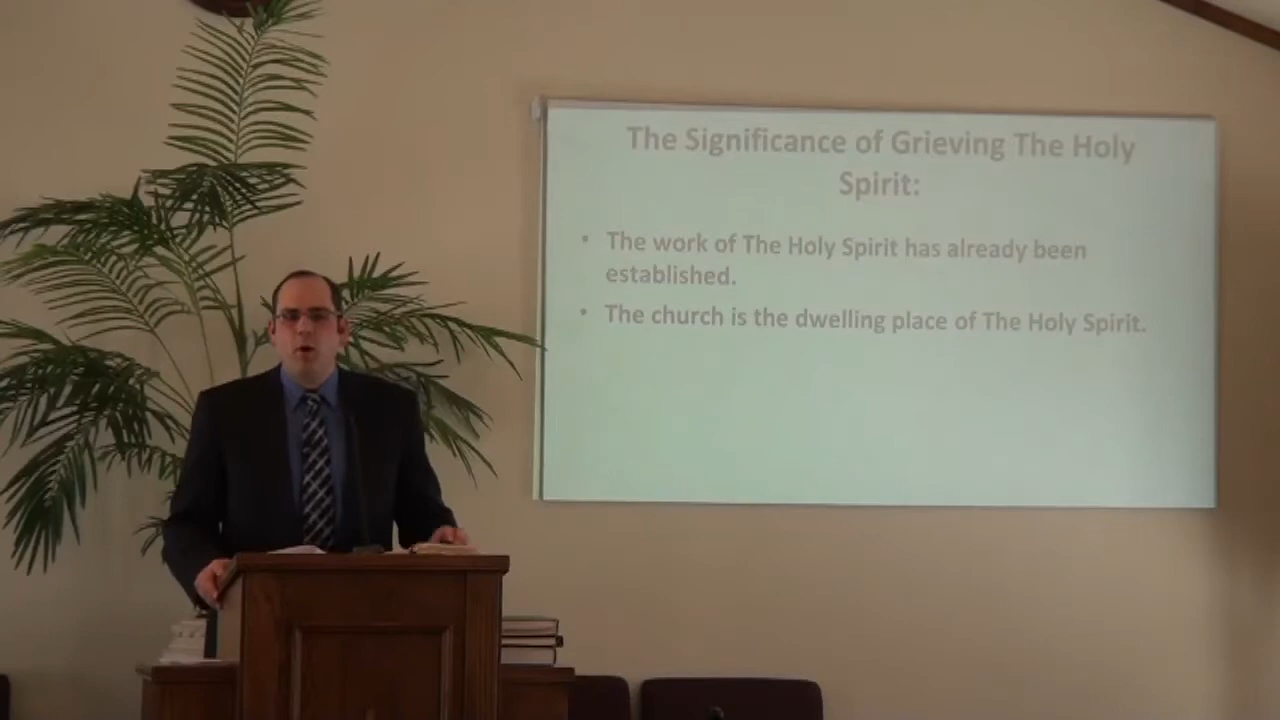 The Significance of Grieving The Holy
Spirit:
• The work of The Holy Spirit has already been
established.
• The church is the dwelling place of The Holy Spirit.